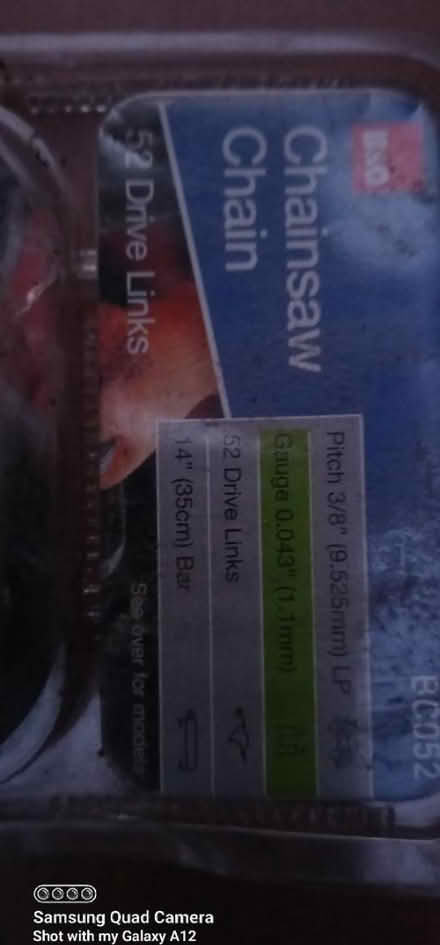 B&Q
Chainsaw
Chain
52 Drive Links
Pitch 3/8" (9.525mm) LP
Gauge 0.043" (1.1mm)
52 Drive Links
14" (35cm) Bar
See over for models
BC052
Samsung Quad Camera
Shot with my Galaxy A12